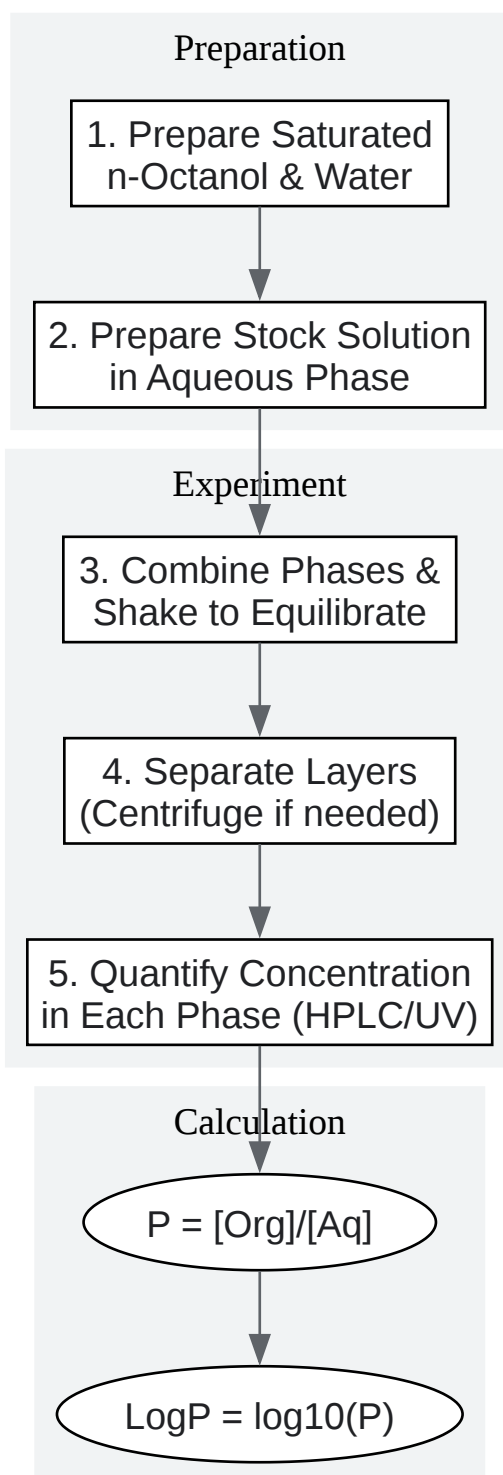 Preparation
1. Prepare Saturated
n-Octanol & Water
2. Prepare Stock Solution
in Aqueous Phase
Experiment
3. Combine Phases &
Shake to Equilibrate
4. Separate Layers
(Centrifuge if needed)
5. Quantify Concentration
in Each Phase (HPLC/UV)
Calculation
P = [Org]/[Aq]
LogP = log10(P)